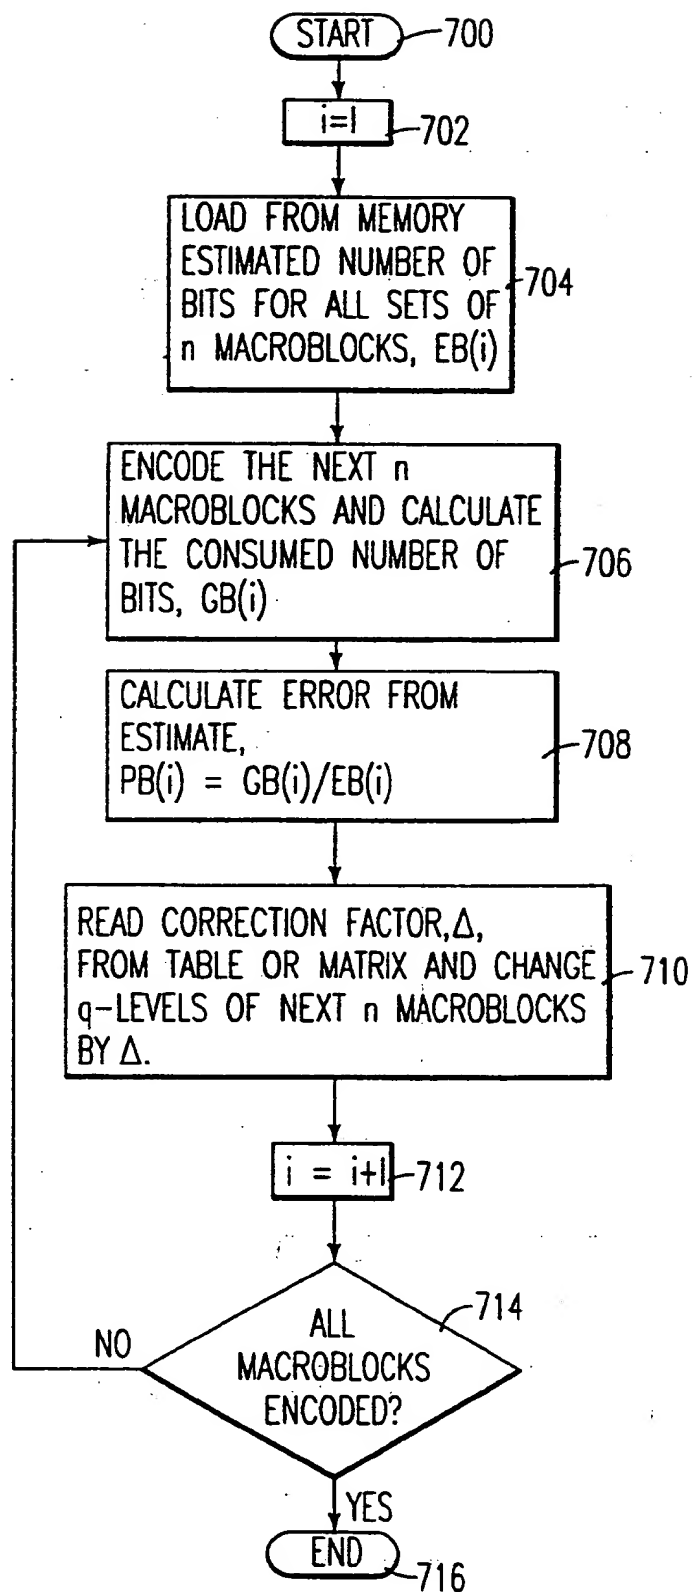 START 700
i=1 702
LOAD FROM MEMORY
ESTIMATED NUMBER OF
BITS FOR ALL SETS OF
n MACROBLOCKS, EB(i)
704
ENCODE THE NEXT n
MACROBLOCKS AND CALCULATE
THE CONSUMED NUMBER OF
BITS, GB(i)
706
CALCULATE ERROR FROM
ESTIMATE,
PB(i) = GB(i)/EB(i)
708
READ CORRECTION FACTOR,Δ,
FROM TABLE OR MATRIX AND CHANGE
q-LEVELS OF NEXT n MACROBLOCKS
BY Δ.
710
i = i+1 712
714
ALL
MACROBLOCKS
ENCODED?
NO
YES
END 716